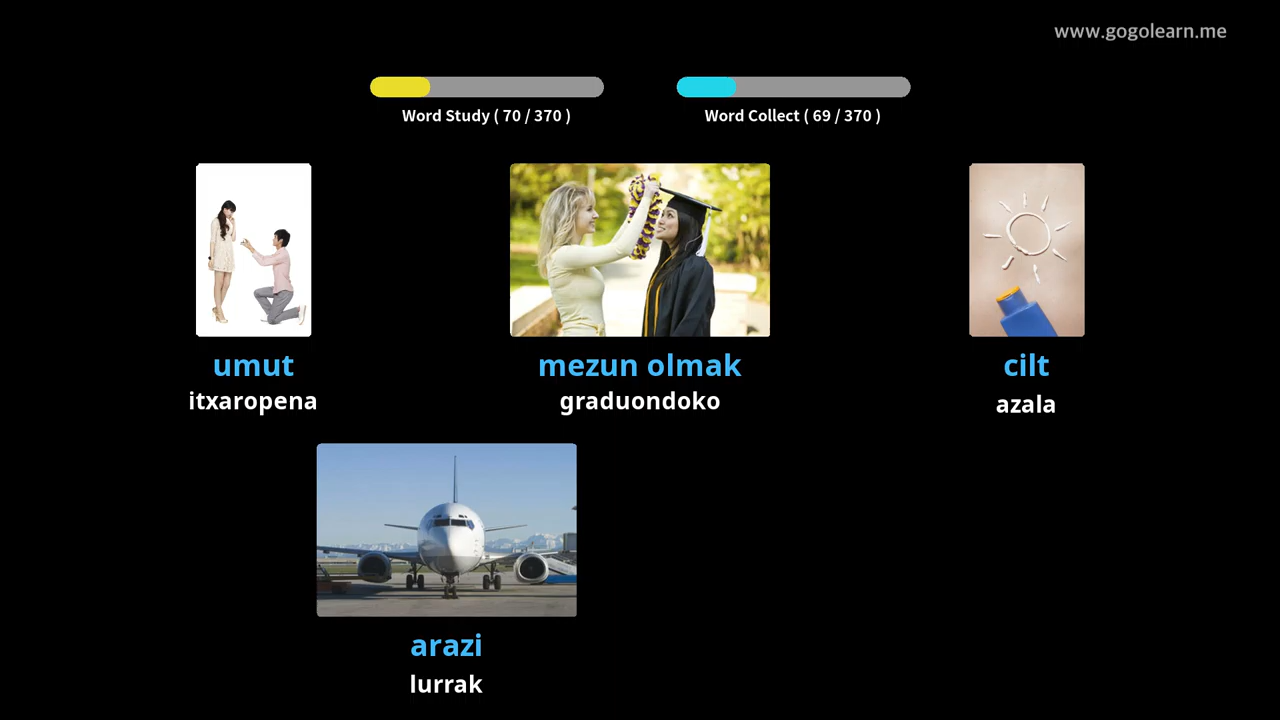 www.gogolearn.me
Word Study ( 70 / 370 )
Word Collect ( 69 / 370 )
umut
itxaropena
mezun olmak
graduondoko
cilt
azala
arazi
lurrak